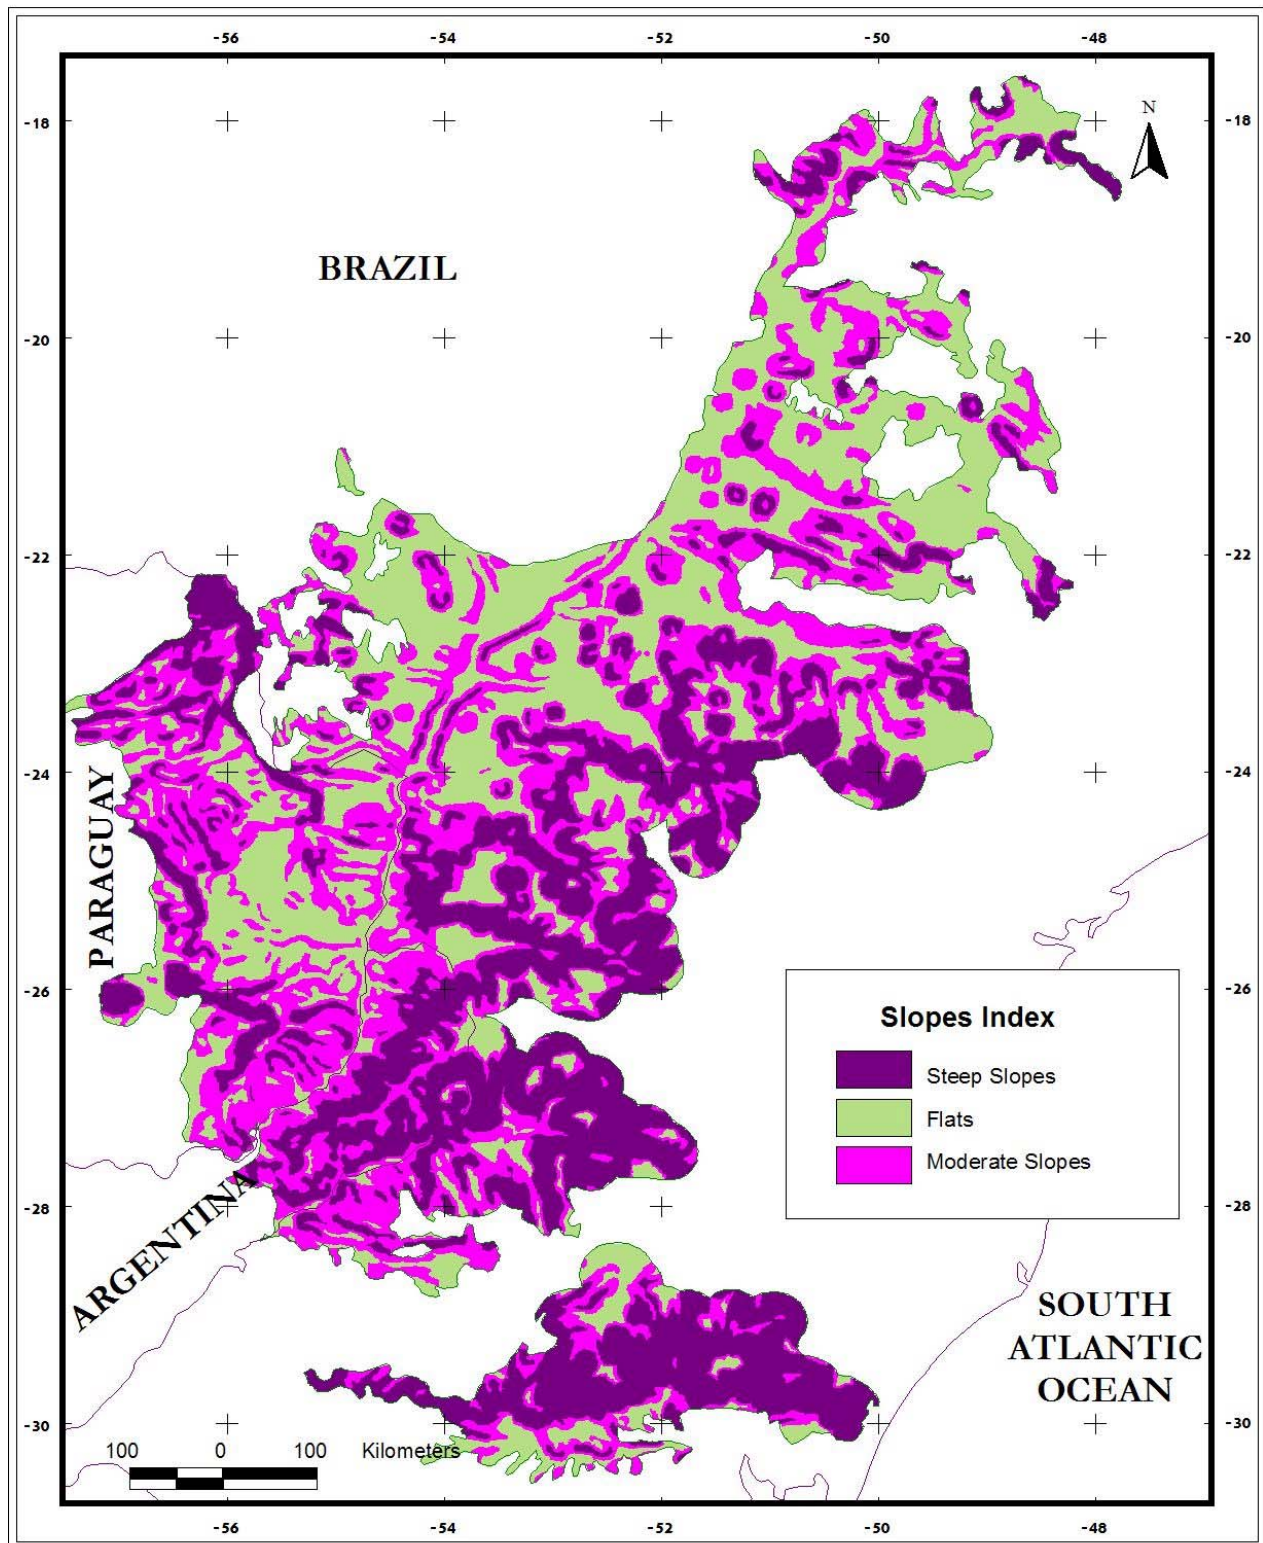 -56 -54 -52 -50 -48
-18 -18
N
BRAZIL
-20 -20
-22 -22
-24 -24
PARAGUAY
-26 -26
Slopes Index
Steep Slopes
Flats
Moderate Slopes
-28 -28
ARGENTINA
SOUTH
ATLANTIC
OCEAN
-30 -30
100 0 100 Kilometers
-56 -54 -52 -50 -48